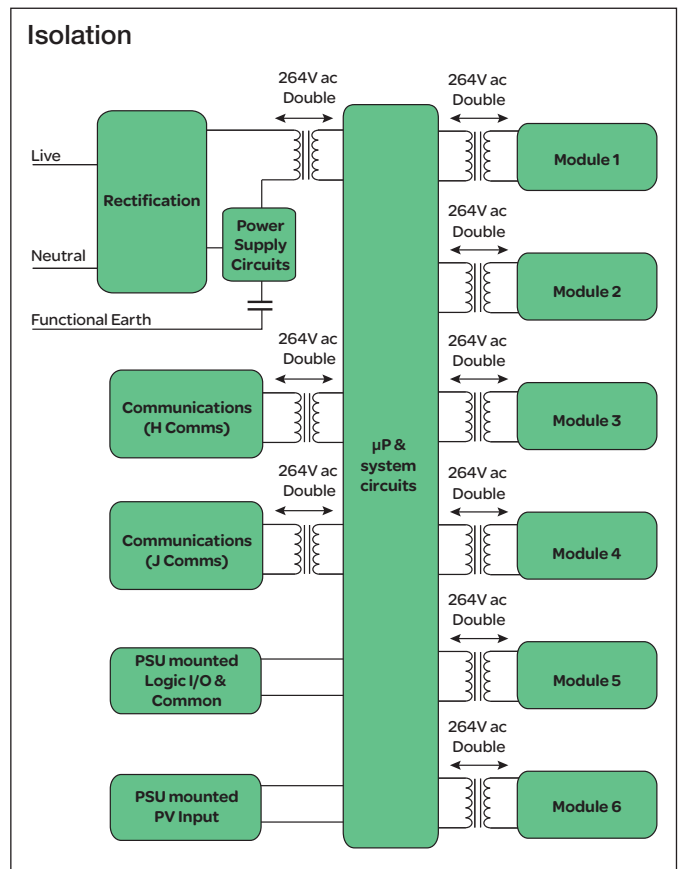 Isolation
264V ac
Double
264V ac
Double
Live
Rectification
Module 1
Neutral
Power
Supply
Circuits
264V ac
Double
Module 2
Functional Earth
264V ac
Double
264V ac
Double
Communications
(H Comms)
µP &
system
circuits
Module 3
264V ac
Double
264V ac
Double
Communications
(J Comms)
Module 4
264V ac
Double
PSU mounted
Logic I/O &
Common
Module 5
264V ac
Double
PSU mounted
PV Input
Module 6